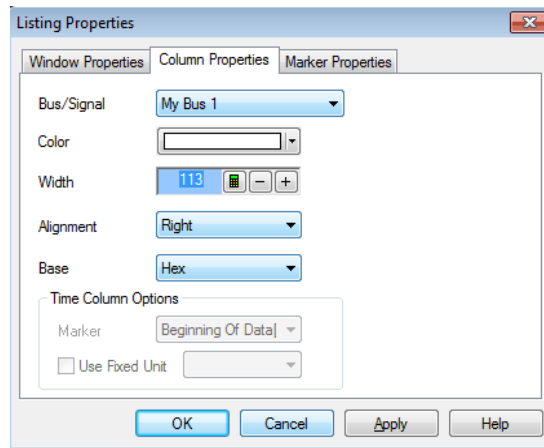 Listing Properties
Window Properties Column Properties Marker Properties
Bus/Signal My Bus 1
Color
Width 113 − +
Alignment Right
Base Hex
Time Column Options
Marker Beginning Of Data|
Use Fixed Unit
OK Cancel Apply Help